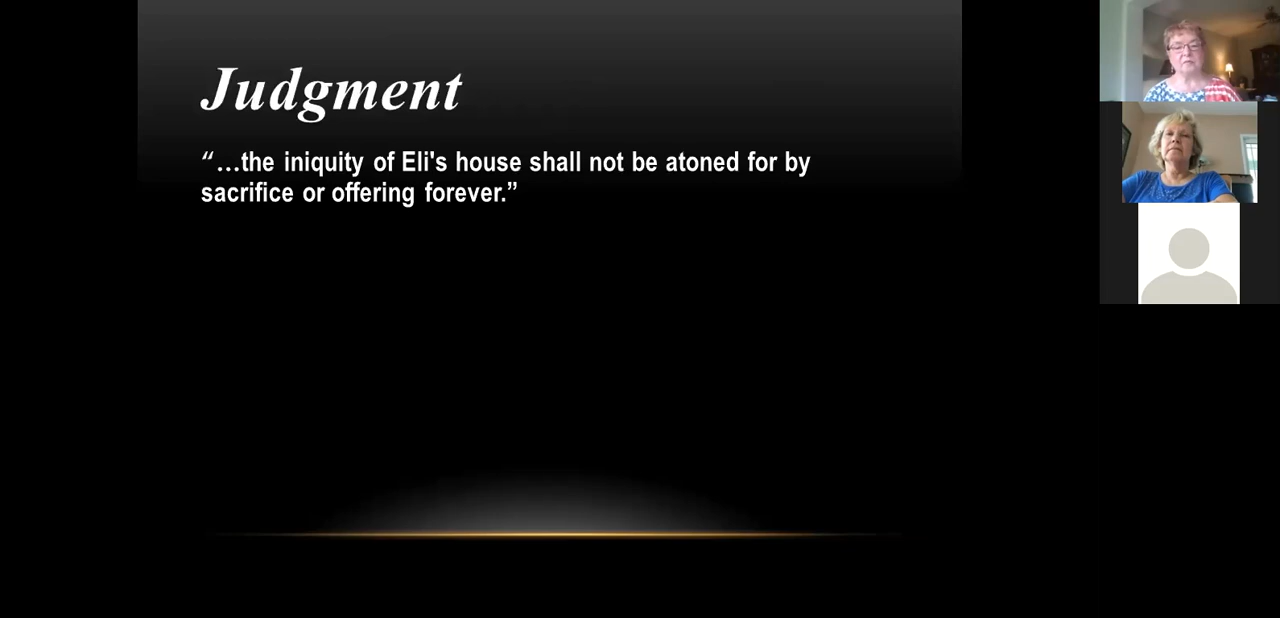 Judgment
“…the iniquity of Eli's house shall not be atoned for by
sacrifice or offering forever.”